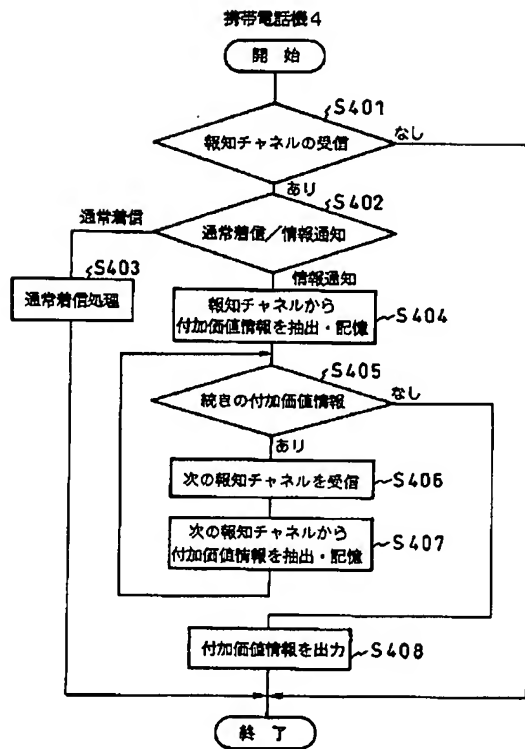 携帯電話機4
開始
S401
報知チャネルの受信
なし
あり
S402
通常着信
通常着信／情報通知
S403
情報通知
通常着信処理
報知チャネルから
付加価値情報を抽出・記憶
S404
S405
続きの付加価値情報
なし
あり
次の報知チャネルを受信
S406
次の報知チャネルから
付加価値情報を抽出・記憶
S407
付加価値情報を出力
S408
終了